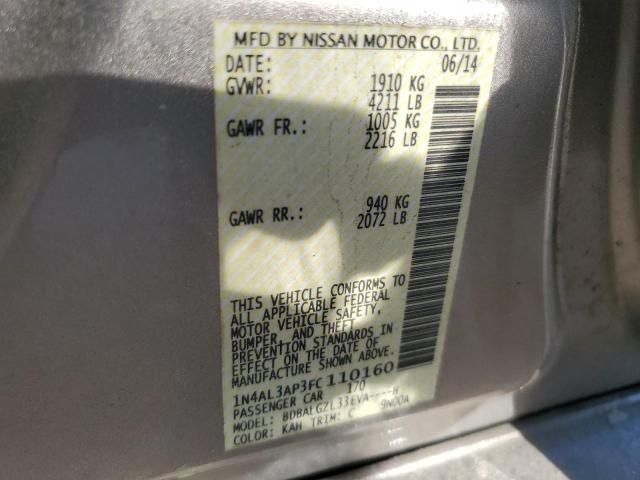 MFD BY NISSAN MOTOR CO., LTD.
DATE: 06/14
GVWR: 1910 KG
4211 LB
GAWR FR.: 1005 KG
2216 LB
GAWR RR.: 940 KG
2072 LB
THIS VEHICLE CONFORMS TO
ALL APPLICABLE FEDERAL
MOTOR VEHICLE SAFETY,
BUMPER, AND THEFT
PREVENTION STANDARDS IN
EFFECT ON THE DATE OF
MANUFACTURE SHOWN ABOVE.
1N4AL3AP3FC110160
PASSENGER CAR 170
MODEL: BDBALGZL33EVA----H
COLOR: KAH TRIM: C 9N00A